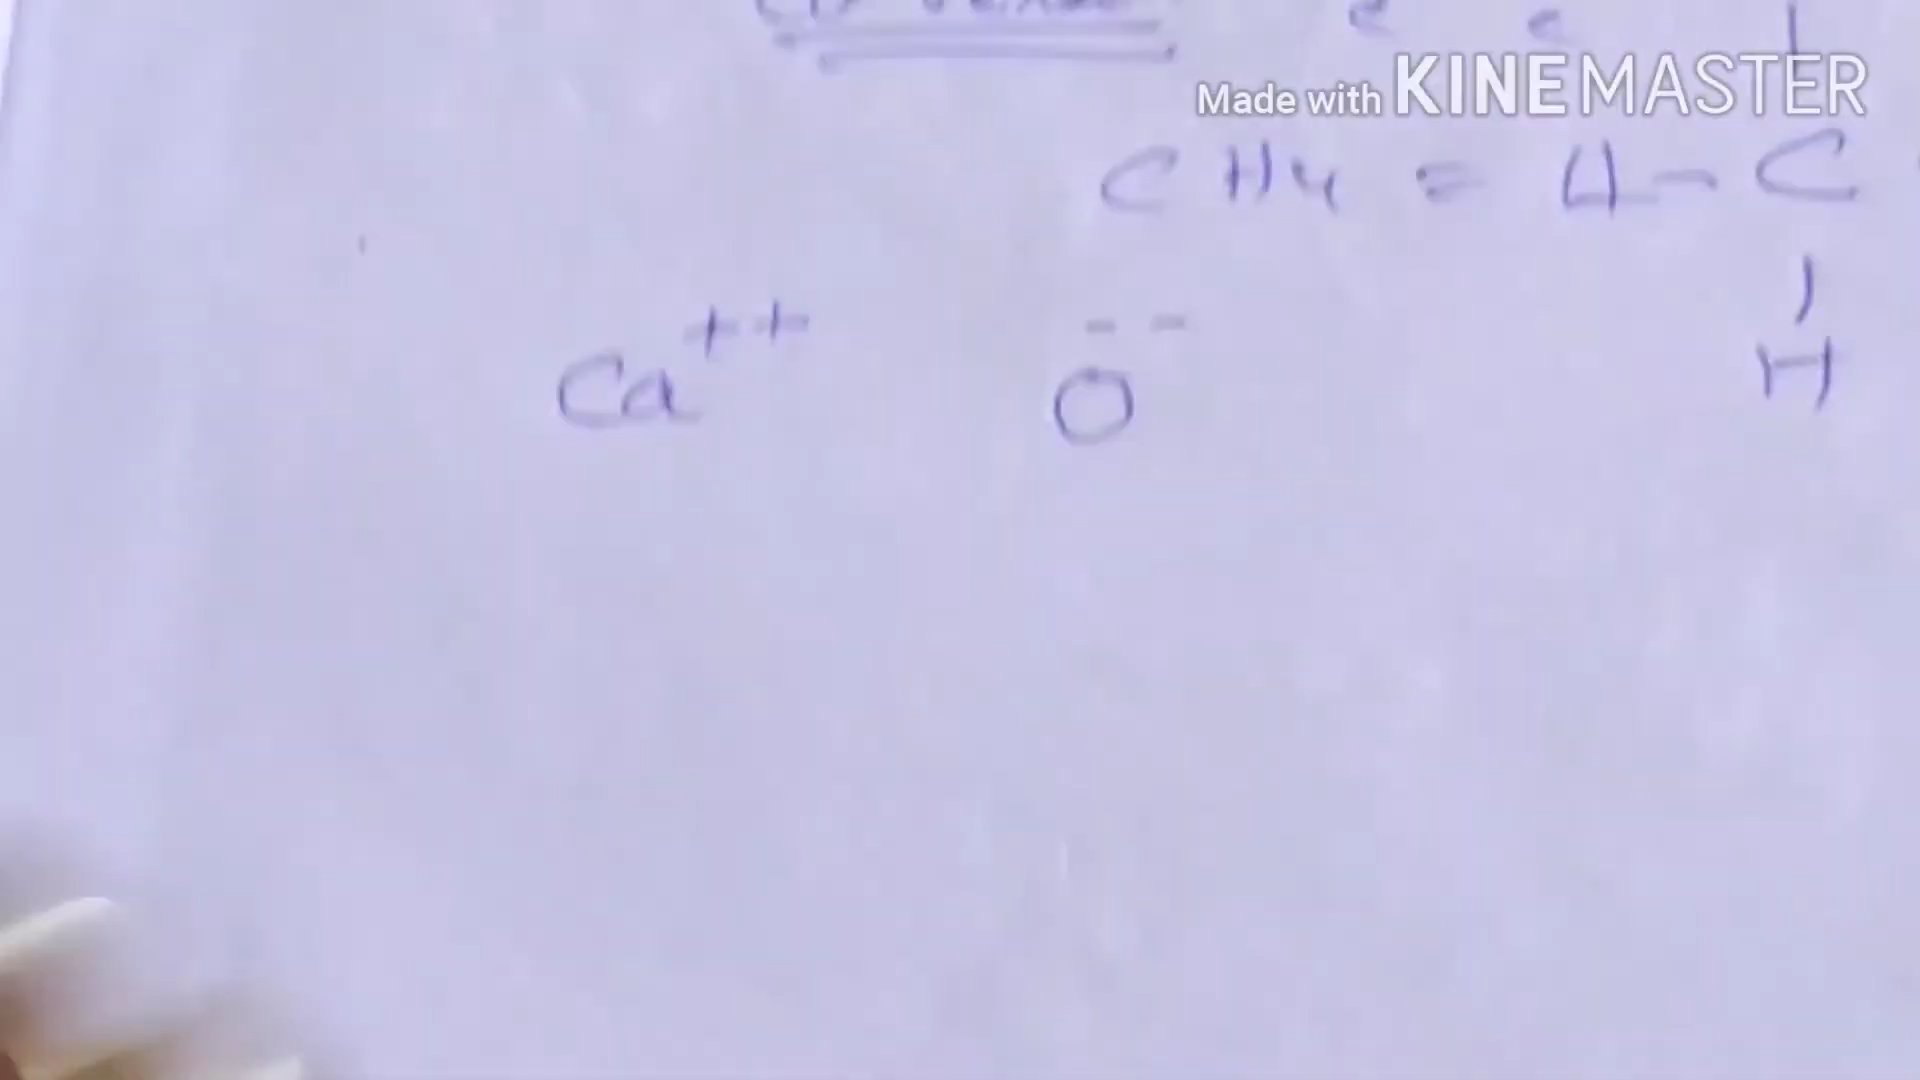 e e
Made with KINEMASTER
CH4 = H - C
Ca++ O--
H